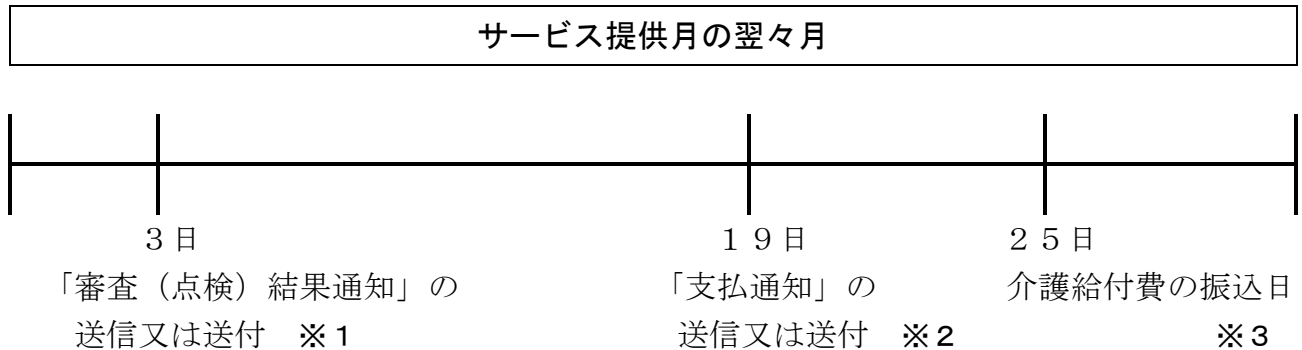 サービス提供月の翌々月
３日 １９日 ２５日
「審査（点検）結果通知」の 「支払通知」の 介護給付費の振込日
送信又は送付 ※１ 送信又は送付 ※２ ※３